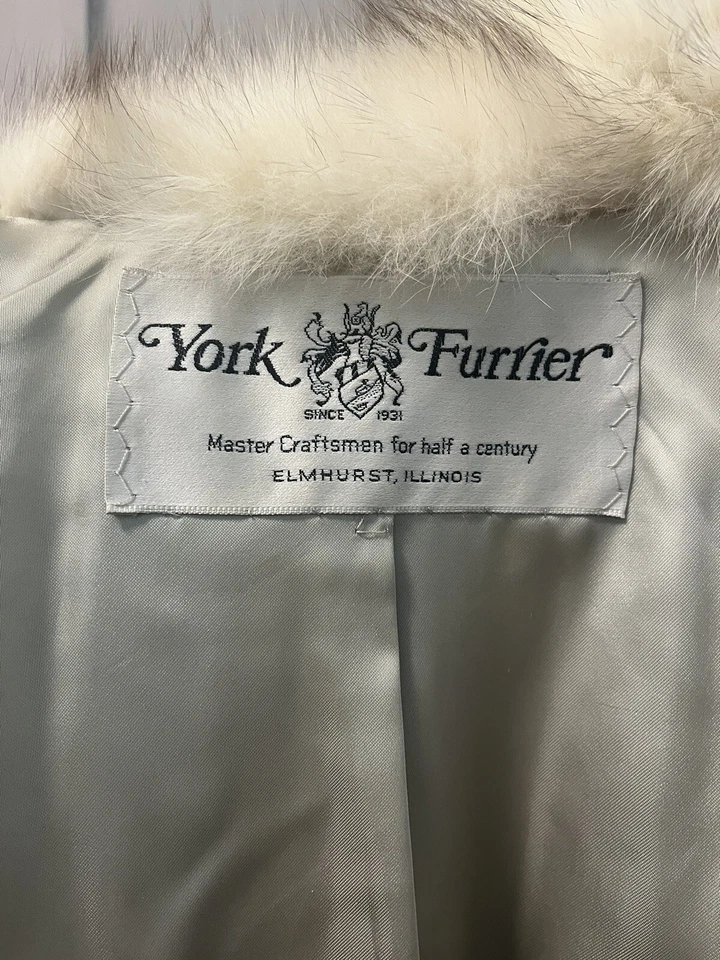 York Furrier
SINCE 1931
Master Craftsmen for half a century
ELMHURST, ILLINOIS